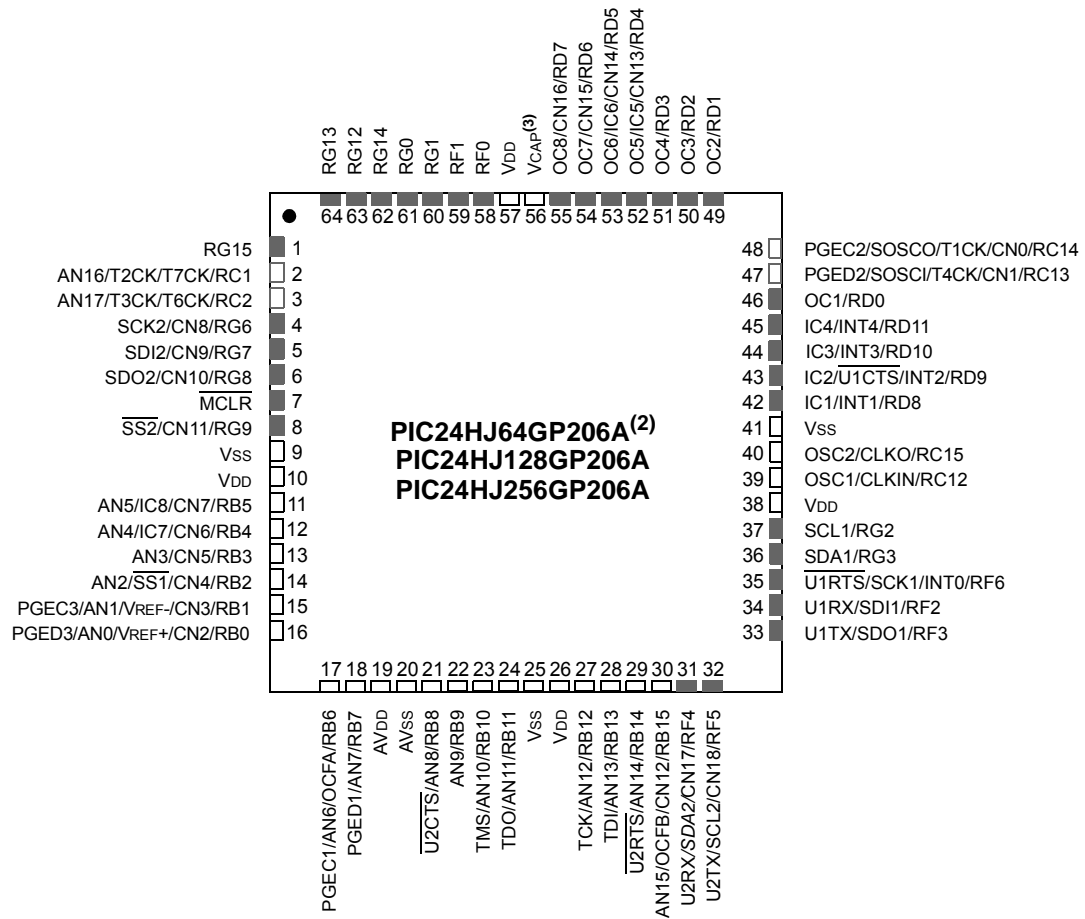 RG13
RG12
RG14
RG0
RG1
RF1
RF0
VDD
VCAP(3)
OC8/CN16/RD7
OC7/CN15/RD6
OC6/IC6/CN14/RD5
OC5/IC5/CN13/RD4
OC4/RD3
OC3/RD2
OC2/RD1
64 63 62 61 60 59 58 57 56 55 54 53 52 51 50 49
RG15 1
AN16/T2CK/T7CK/RC1 2
AN17/T3CK/T6CK/RC2 3
SCK2/CN8/RG6 4
SDI2/CN9/RG7 5
SDO2/CN10/RG8 6
MCLR 7
SS2/CN11/RG9 8
VSS 9
VDD 10
AN5/IC8/CN7/RB5 11
AN4/IC7/CN6/RB4 12
AN3/CN5/RB3 13
AN2/SS1/CN4/RB2 14
PGEC3/AN1/VREF-/CN3/RB1 15
PGED3/AN0/VREF+/CN2/RB0 16
PIC24HJ64GP206A(2)
PIC24HJ128GP206A
PIC24HJ256GP206A
48 PGEC2/SOSCO/T1CK/CN0/RC14
47 PGED2/SOSCI/T4CK/CN1/RC13
46 OC1/RD0
45 IC4/INT4/RD11
44 IC3/INT3/RD10
43 IC2/U1CTS/INT2/RD9
42 IC1/INT1/RD8
41 VSS
40 OSC2/CLKO/RC15
39 OSC1/CLKIN/RC12
38 VDD
37 SCL1/RG2
36 SDA1/RG3
35 U1RTS/SCK1/INT0/RF6
34 U1RX/SDI1/RF2
33 U1TX/SDO1/RF3
17 18 19 20 21 22 23 24 25 26 27 28 29 30 31 32
PGEC1/AN6/OCFA/RB6
PGED1/AN7/RB7
AVDD
AVSS
U2CTS/AN8/RB8
AN9/RB9
TMS/AN10/RB10
TDO/AN11/RB11
VSS
VDD
TCK/AN12/RB12
TDI/AN13/RB13
U2RTS/AN14/RB14
AN15/OCFB/CN12/RB15
U2RX/SDA2/CN17/RF4
U2TX/SCL2/CN18/RF5